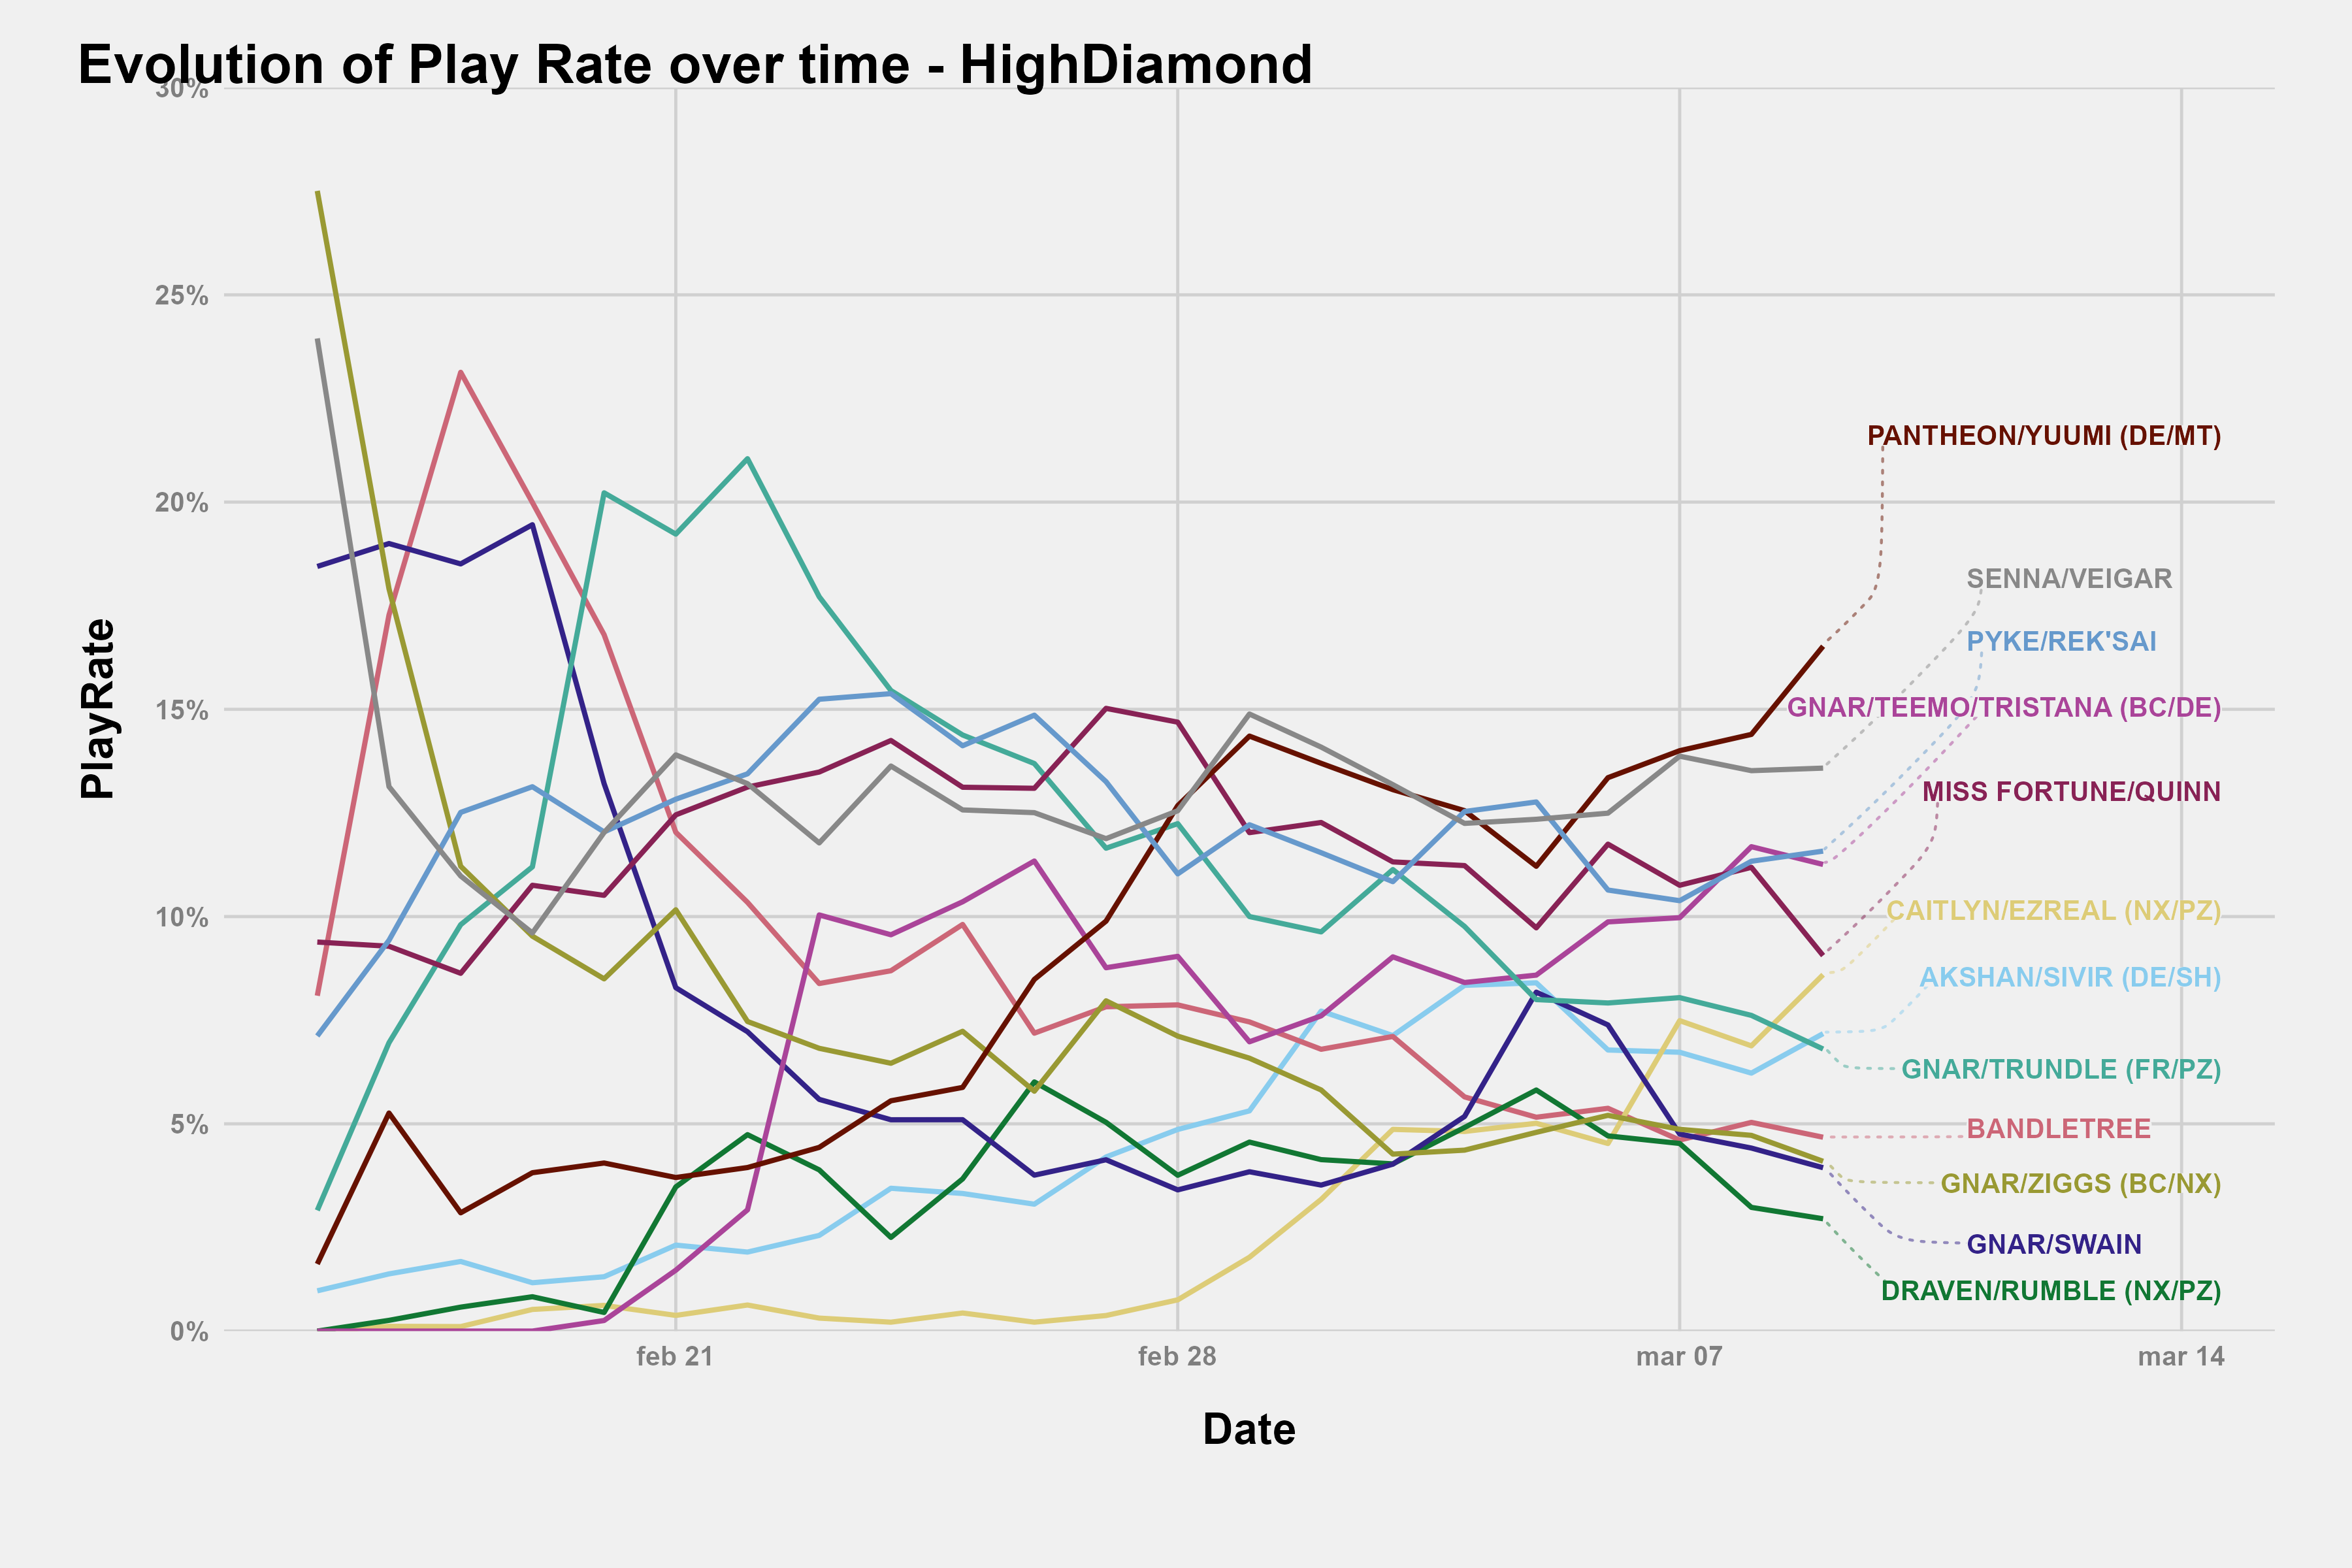 Evolution of Play Rate over time - HighDiamond
30%
25%
20%
15%
10%
5%
0%
PlayRate
PANTHEON/YUUMI (DE/MT)
SENNA/VEIGAR
PYKE/REK'SAI
GNAR/TEEMO/TRISTANA (BC/DE)
MISS FORTUNE/QUINN
CAITLYN/EZREAL (NX/PZ)
AKSHAN/SIVIR (DE/SH)
GNAR/TRUNDLE (FR/PZ)
BANDLETREE
GNAR/ZIGGS (BC/NX)
GNAR/SWAIN
DRAVEN/RUMBLE (NX/PZ)
feb 21 feb 28 mar 07 mar 14
Date